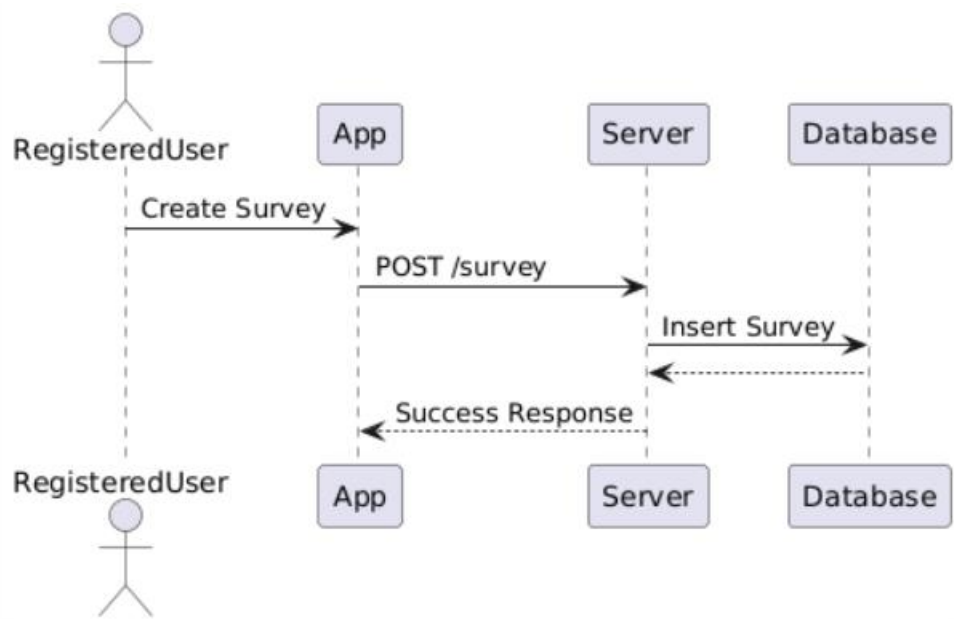 RegisteredUser
App
Server
Database
Create Survey
POST /survey
Insert Survey
Success Response
RegisteredUser
App
Server
Database